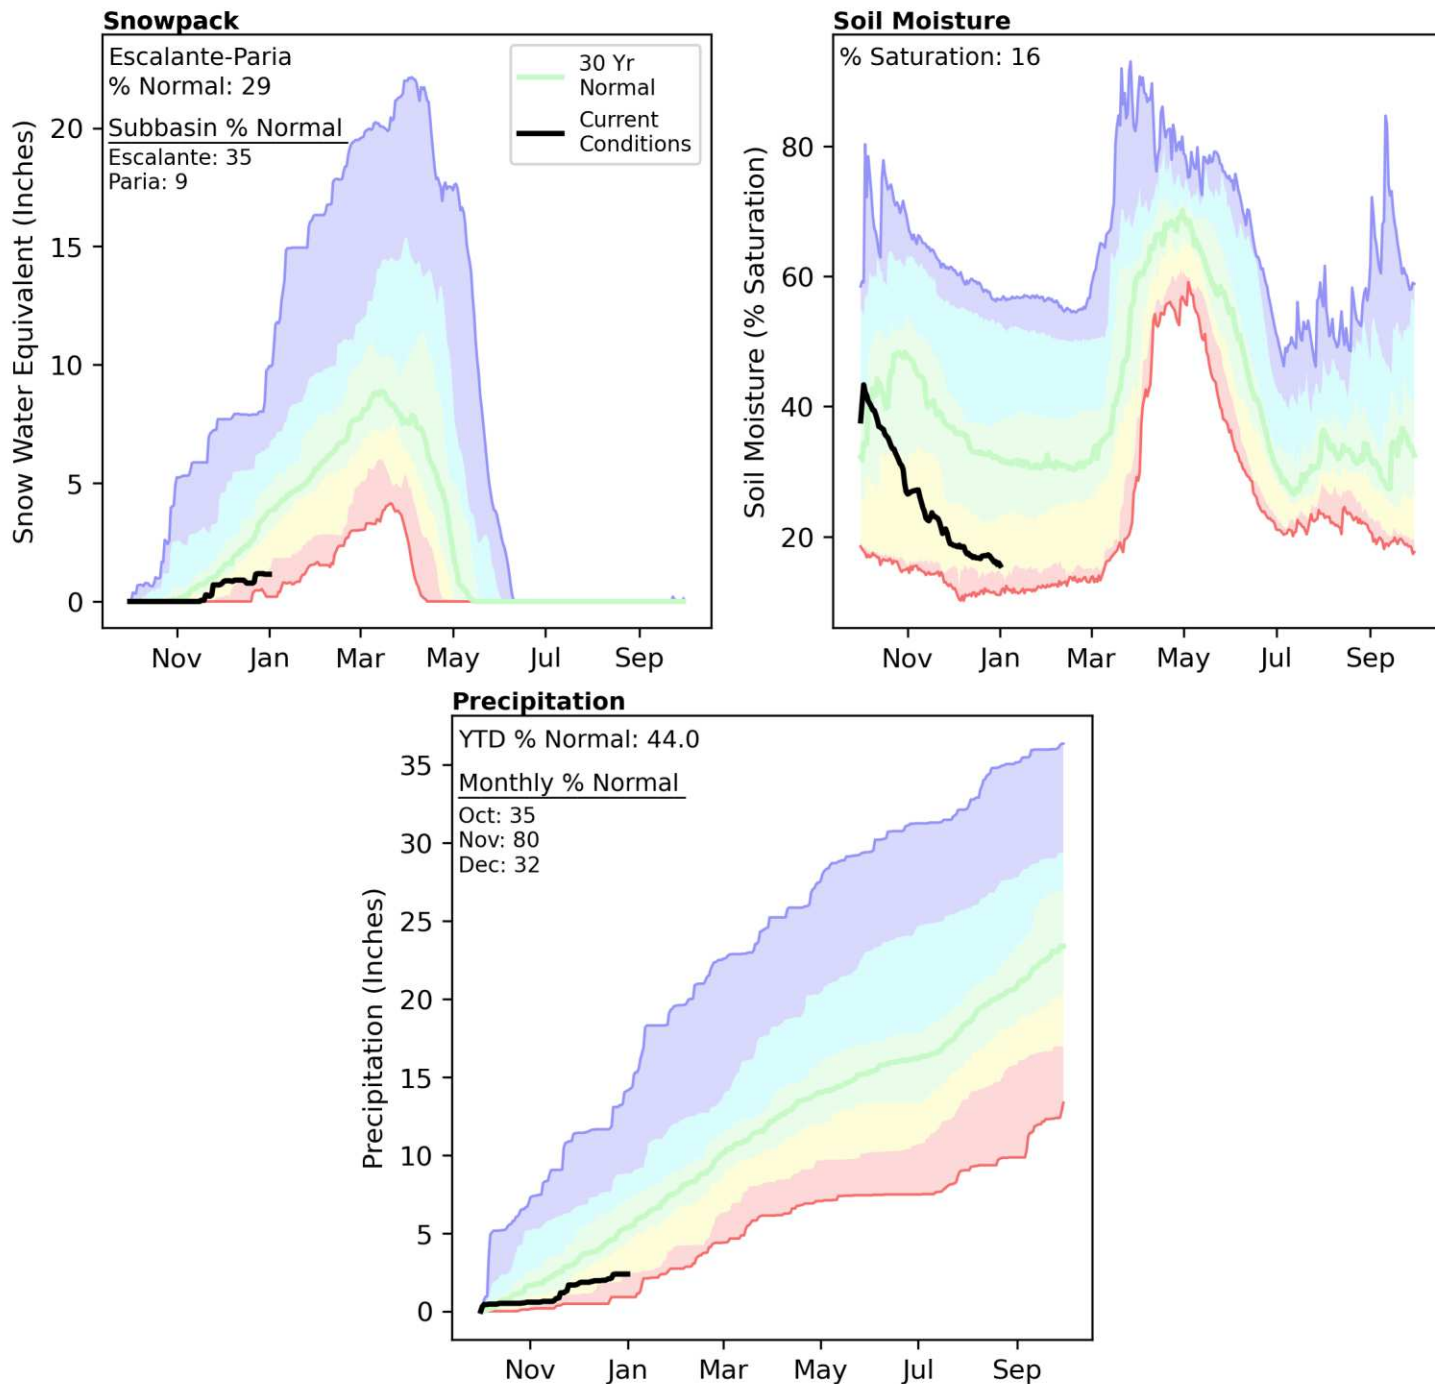 Snowpack
Escalante-Paria
% Normal: 29
Subbasin % Normal
Escalante: 35
Paria: 9
30 Yr
Normal
Current
Conditions
Snow Water Equivalent (Inches)
20
15
10
5
0
Nov Jan Mar May Jul Sep
Soil Moisture
% Saturation: 16
Soil Moisture (% Saturation)
80
60
40
20
Nov Jan Mar May Jul Sep
Precipitation
YTD % Normal: 44.0
Monthly % Normal
Oct: 35
Nov: 80
Dec: 32
Precipitation (Inches)
35
30
25
20
15
10
5
0
Nov Jan Mar May Jul Sep